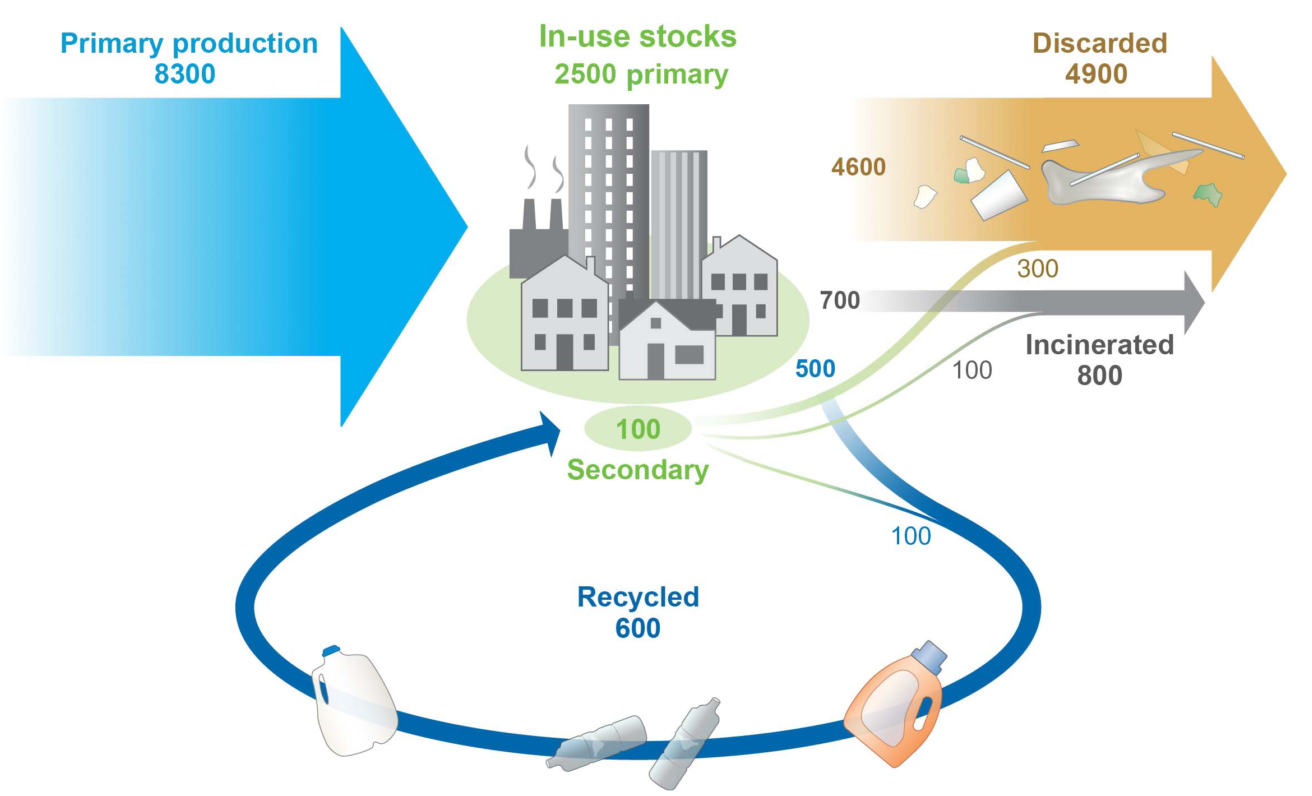 Primary production
8300
In-use stocks
2500 primary
Discarded
4900
4600
300
700
Incinerated
800
500
100
100
Secondary
100
Recycled
600